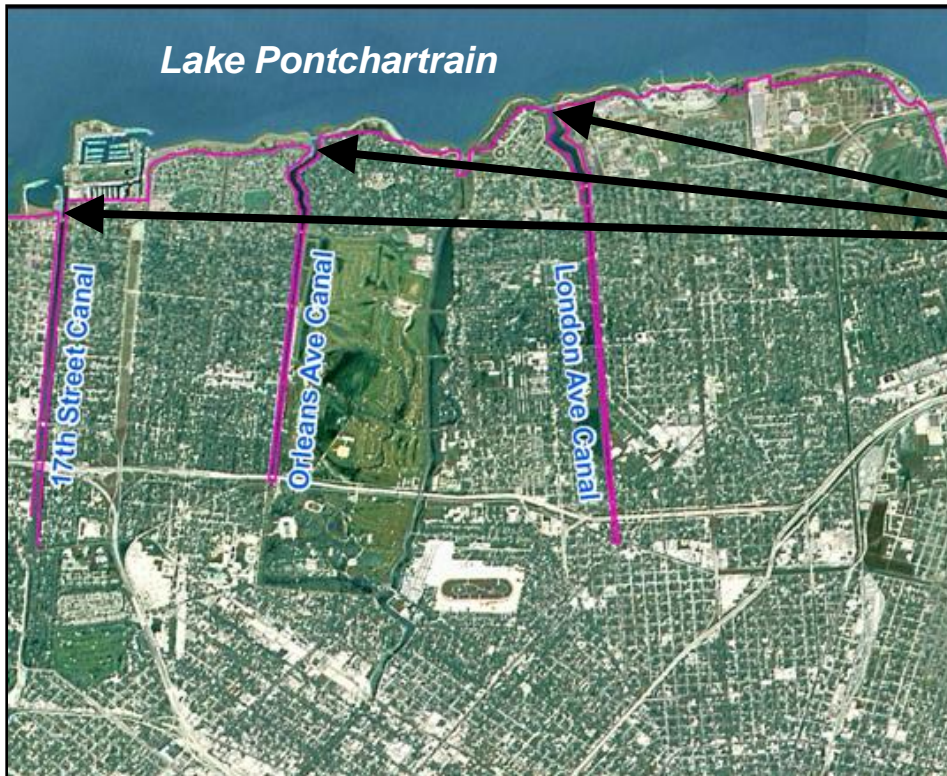 Lake Pontchartrain
17th Street Canal
Orleans Ave Canal
London Ave Canal